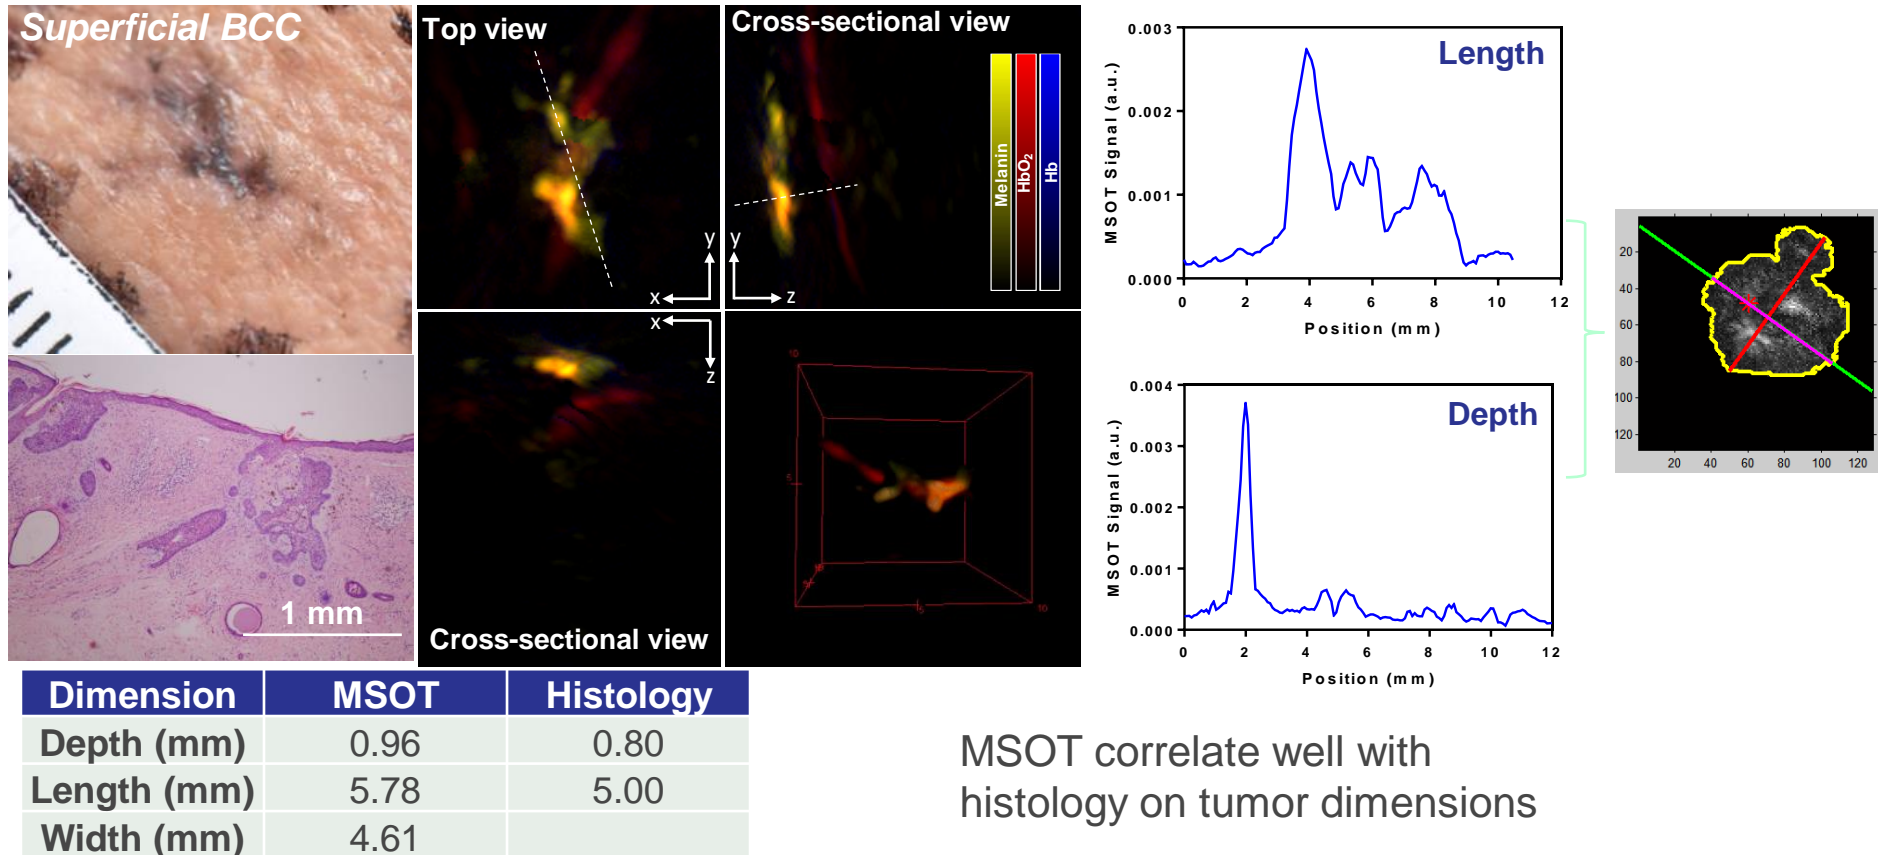 Superficial BCC
Top view
Cross-sectional view
Melanin
HbO2
Hb
y
x
y
z
x
z
Cross-sectional view
1 mm
10
5
5
10
Length
MSOT Signal (a.u.)
0.003
0.002
0.001
0.000
0 2 4 6 8 10 12
Position (mm)
Depth
MSOT Signal (a.u.)
0.004
0.003
0.002
0.001
0.000
0 2 4 6 8 10 12
Position (mm)
20
40
60
80
100
120
20 40 60 80 100 120
Dimension MSOT Histology
Depth (mm) 0.96 0.80
Length (mm) 5.78 5.00
Width (mm) 4.61
MSOT correlate well with
histology on tumor dimensions